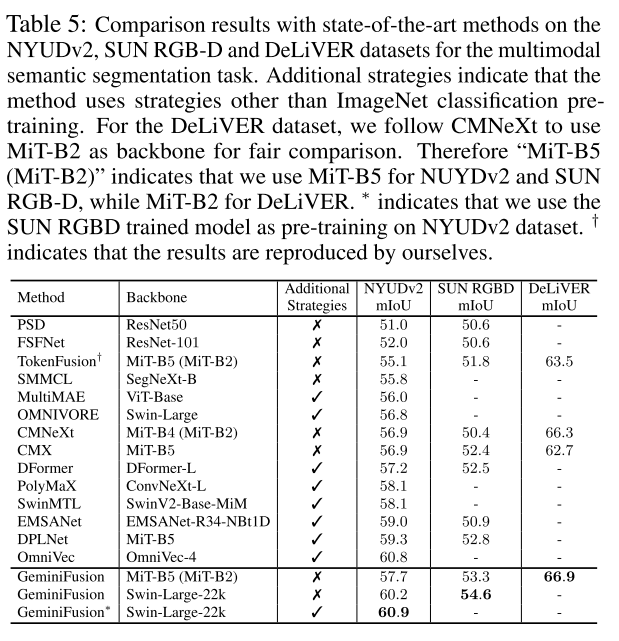 Table 5: Comparison results with state-of-the-art methods on the
NYUDv2, SUN RGB-D and DeLiVER datasets for the multimodal
semantic segmentation task. Additional strategies indicate that the
method uses strategies other than ImageNet classification pre-
training. For the DeLiVER dataset, we follow CMNeXt to use
MiT-B2 as backbone for fair comparison. Therefore “MiT-B5
(MiT-B2)” indicates that we use MiT-B5 for NUYDv2 and SUN
RGB-D, while MiT-B2 for DeLiVER. * indicates that we use the
SUN RGBD trained model as pre-training on NYUDv2 dataset. †
indicates that the results are reproduced by ourselves.
Method Backbone Additional Strategies NYUDv2 mIoU SUN RGBD mIoU DeLiVER mIoU
PSD ResNet50 ✗ 51.0 50.6 -
FSFNet ResNet-101 ✗ 52.0 50.6 -
TokenFusion† MiT-B5 (MiT-B2) ✗ 55.1 51.8 63.5
SMMCL SegNeXt-B ✗ 55.8 - -
MultiMAE ViT-Base ✓ 56.0 - -
OMNIVORE Swin-Large ✓ 56.8 - -
CMNeXt MiT-B4 (MiT-B2) ✗ 56.9 50.4 66.3
CMX MiT-B5 ✗ 56.9 52.4 62.7
DFormer DFormer-L ✓ 57.2 52.5 -
PolyMaX ConvNeXt-L ✓ 58.1 - -
SwinMTL SwinV2-Base-MiM ✓ 58.1 - -
EMSANet EMSANet-R34-NBt1D ✓ 59.0 50.9 -
DPLNet MiT-B5 ✓ 59.3 52.8 -
OmniVec OmniVec-4 ✓ 60.8 - -
GeminiFusion MiT-B5 (MiT-B2) ✗ 57.7 53.3 66.9
GeminiFusion Swin-Large-22k ✗ 60.2 54.6 -
GeminiFusion* Swin-Large-22k ✓ 60.9 - -